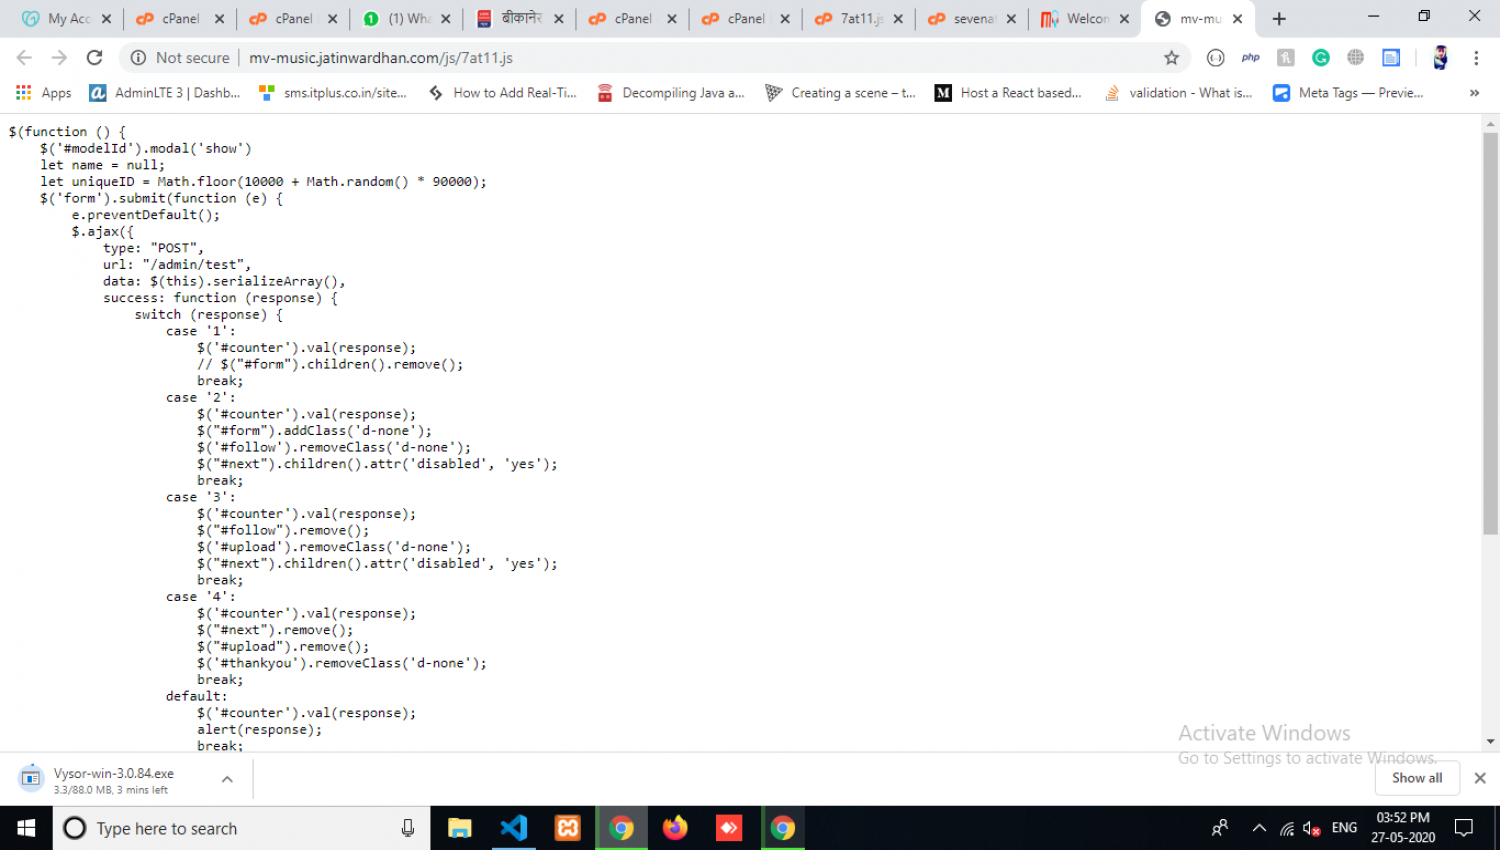 My Acc
cPanel
cPanel
(1) Wha
बीकानेर
cPanel
cPanel
7at11.js
sevena
Welcon
mv-mu
Not secure
mv-music.jatinwardhan.com/js/7at11.js
php
Apps
AdminLTE 3 | Dashb...
sms.itplus.co.in/site...
How to Add Real-Ti...
Decompiling Java a...
Creating a scene – t...
M
Host a React based...
validation - What is...
Meta Tags — Previe...
»
$(function () {
$('#modelId').modal('show')
let name = null;
let uniqueID = Math.floor(10000 + Math.random() * 90000);
$('form').submit(function (e) {
e.preventDefault();
$.ajax({
type: "POST",
url: "/admin/test",
data: $(this).serializeArray(),
success: function (response) {
switch (response) {
case '1':
$('#counter').val(response);
// $("#form").children().remove();
break;
case '2':
$('#counter').val(response);
$("#form").addClass('d-none');
$('#follow').removeClass('d-none');
$("#next").children().attr('disabled', 'yes');
break;
case '3':
$('#counter').val(response);
$("#follow").remove();
$('#upload').removeClass('d-none');
$("#next").children().attr('disabled', 'yes');
break;
case '4':
$('#counter').val(response);
$("#next").remove();
$("#upload").remove();
$('#thankyou').removeClass('d-none');
break;
default:
$('#counter').val(response);
alert(response);
break;
Activate Windows
Go to Settings to activate Windows.
Vysor-win-3.0.84.exe
3.3/88.0 MB, 3 mins left
Show all
Type here to search
ENG
03:52 PM
27-05-2020